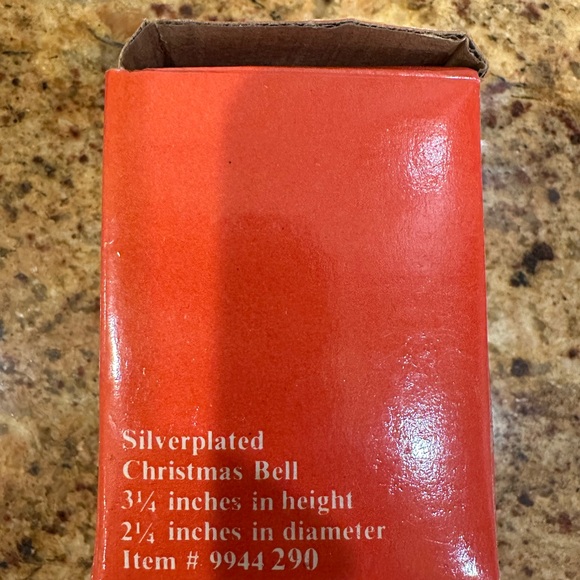 Silverplated
Christmas Bell
3¼ inches in height
2¼ inches in diameter
Item # 9944 290